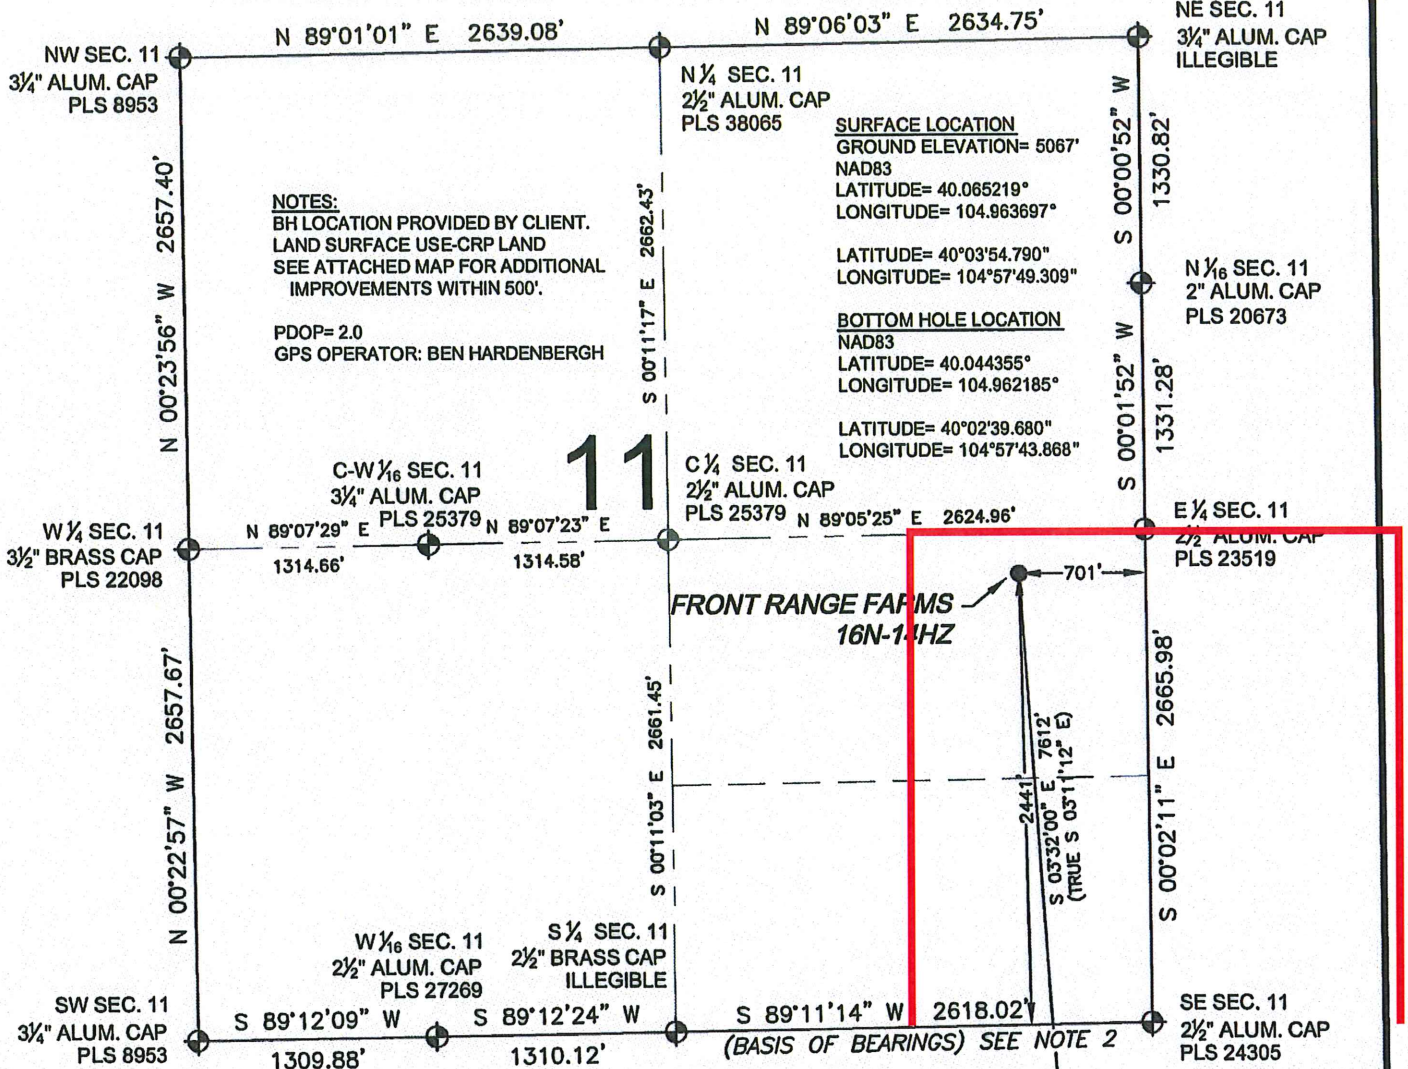 N 89°01'01" E 2639.08'
N 89°06'03" E 2634.75'
NE SEC. 11
3¼" ALUM. CAP
ILLEGIBLE
NW SEC. 11
3¼" ALUM. CAP
PLS 8953
N ¼ SEC. 11
2½" ALUM. CAP
PLS 38065
SURFACE LOCATION
GROUND ELEVATION= 5067'
NAD83
LATITUDE= 40.065219°
LONGITUDE= 104.963697°
LATITUDE= 40°03'54.790"
LONGITUDE= 104°57'49.309"
BOTTOM HOLE LOCATION
NAD83
LATITUDE= 40.044355°
LONGITUDE= 104.962185°
LATITUDE= 40°02'39.680"
LONGITUDE= 104°57'43.868"
NOTES:
BH LOCATION PROVIDED BY CLIENT.
LAND SURFACE USE-CRP LAND
SEE ATTACHED MAP FOR ADDITIONAL
IMPROVEMENTS WITHIN 500'.
PDOP= 2.0
GPS OPERATOR: BEN HARDENBERGH
N 00°23'56" W 2657.40'
S 00°11'17" E 2662.43'
S 00°00'52" W
1330.82'
N 1/16 SEC. 11
2" ALUM. CAP
PLS 20673
S 00°01'52" W
1331.28'
11
C-W 1/16 SEC. 11
3¼" ALUM. CAP
PLS 25379
C ¼ SEC. 11
2½" ALUM. CAP
PLS 25379
E ¼ SEC. 11
2½" ALUM. CAP
PLS 23519
W ¼ SEC. 11
3½" BRASS CAP
PLS 22098
N 89°07'29" E
1314.66'
N 89°07'23" E
1314.58'
N 89°05'25" E 2624.96'
701'
FRONT RANGE FARMS
16N-14HZ
N 00°22'57" W 2657.67'
S 00°11'03" E 2661.45'
2441'
S 03°32'00" E 7612'
(TRUE S 03°11'12" E)
S 00°02'11" E 2665.98'
W 1/16 SEC. 11
2½" ALUM. CAP
PLS 27269
S ¼ SEC. 11
2½" BRASS CAP
ILLEGIBLE
SW SEC. 11
3¼" ALUM. CAP
PLS 8953
S 89°12'09" W
1309.88'
S 89°12'24" W
1310.12'
S 89°11'14" W 2618.02'
(BASIS OF BEARINGS) SEE NOTE 2
SE SEC. 11
2½" ALUM. CAP
PLS 24305